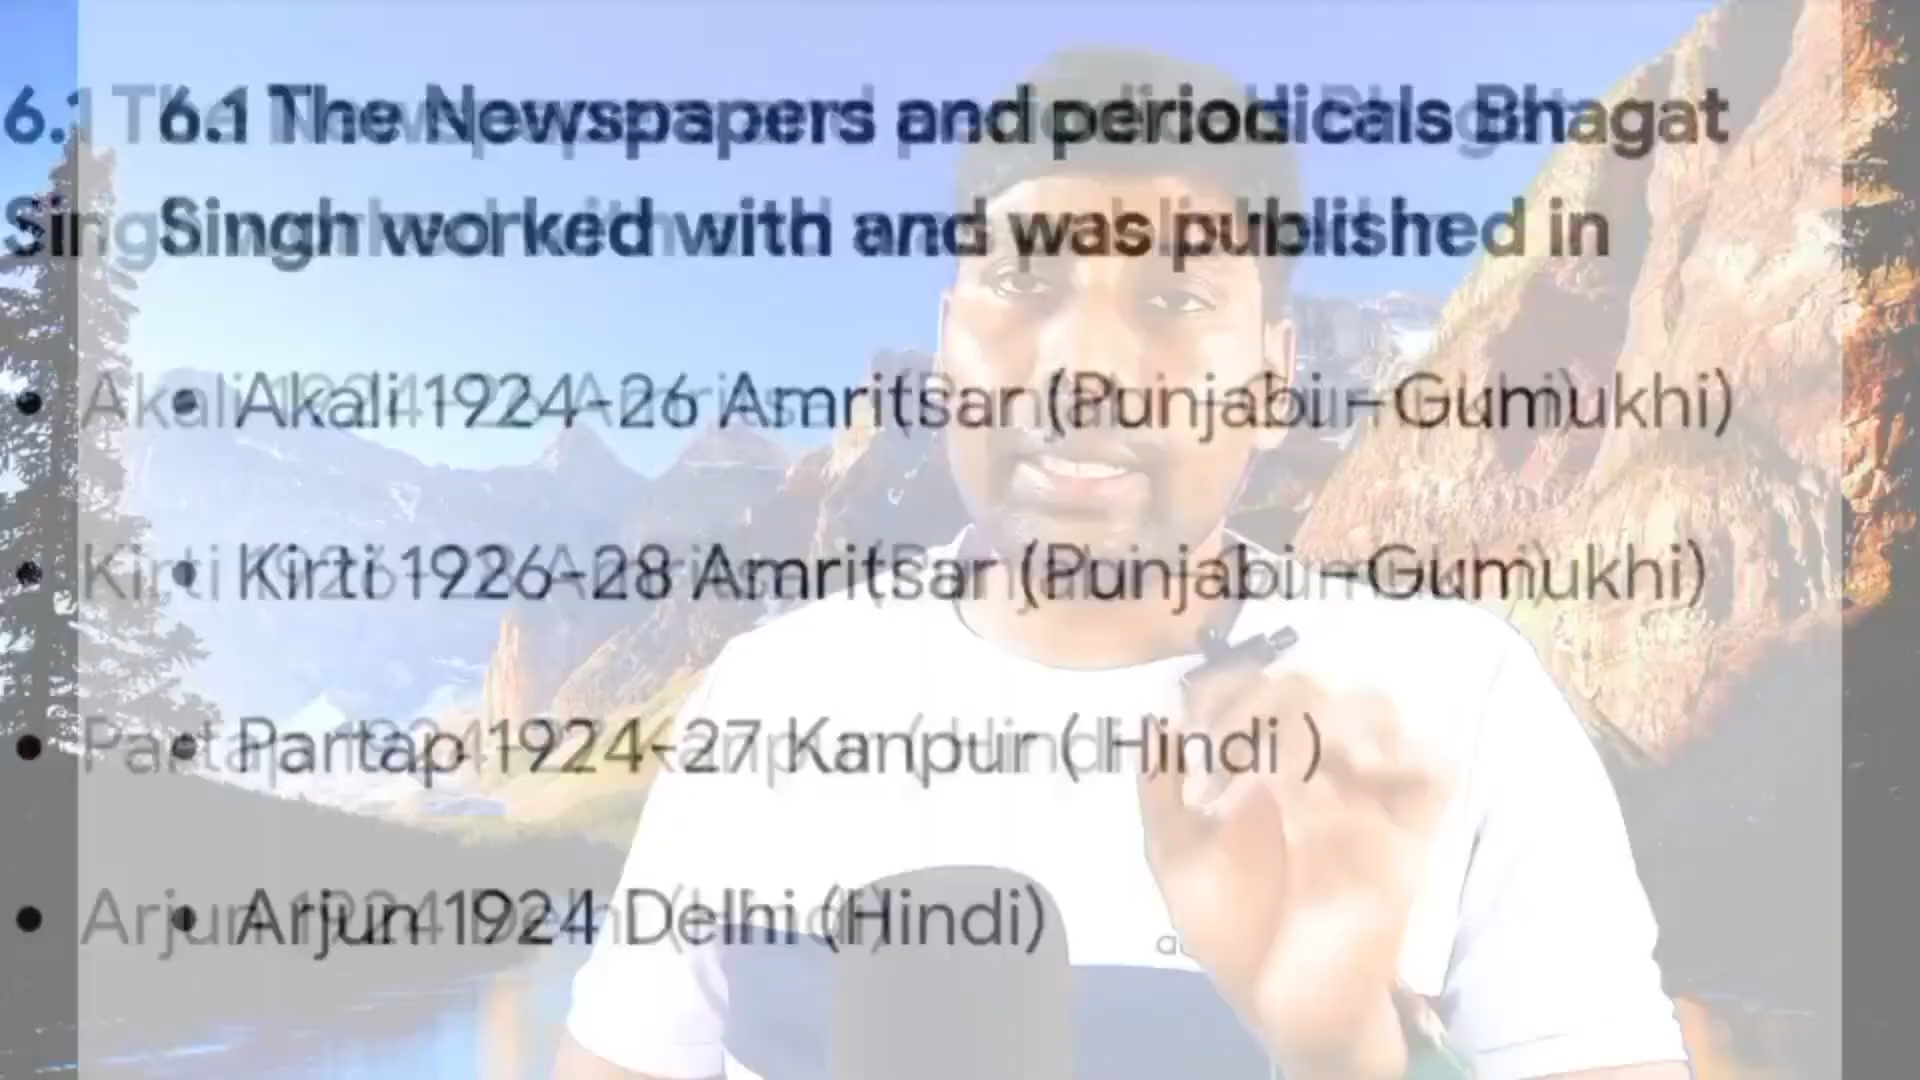 6.1 The Newspapers and periodicals Bhagat
Singh worked with and was published in
• Akali 1924-26 Amritsar (Punjabi-Gumukhi)
• Kirti 1926-28 Amritsar (Punjabi-Gumukhi)
• Partap 1924-27 Kanpur ( Hindi )
• Arjun 1924 Delhi (Hindi)